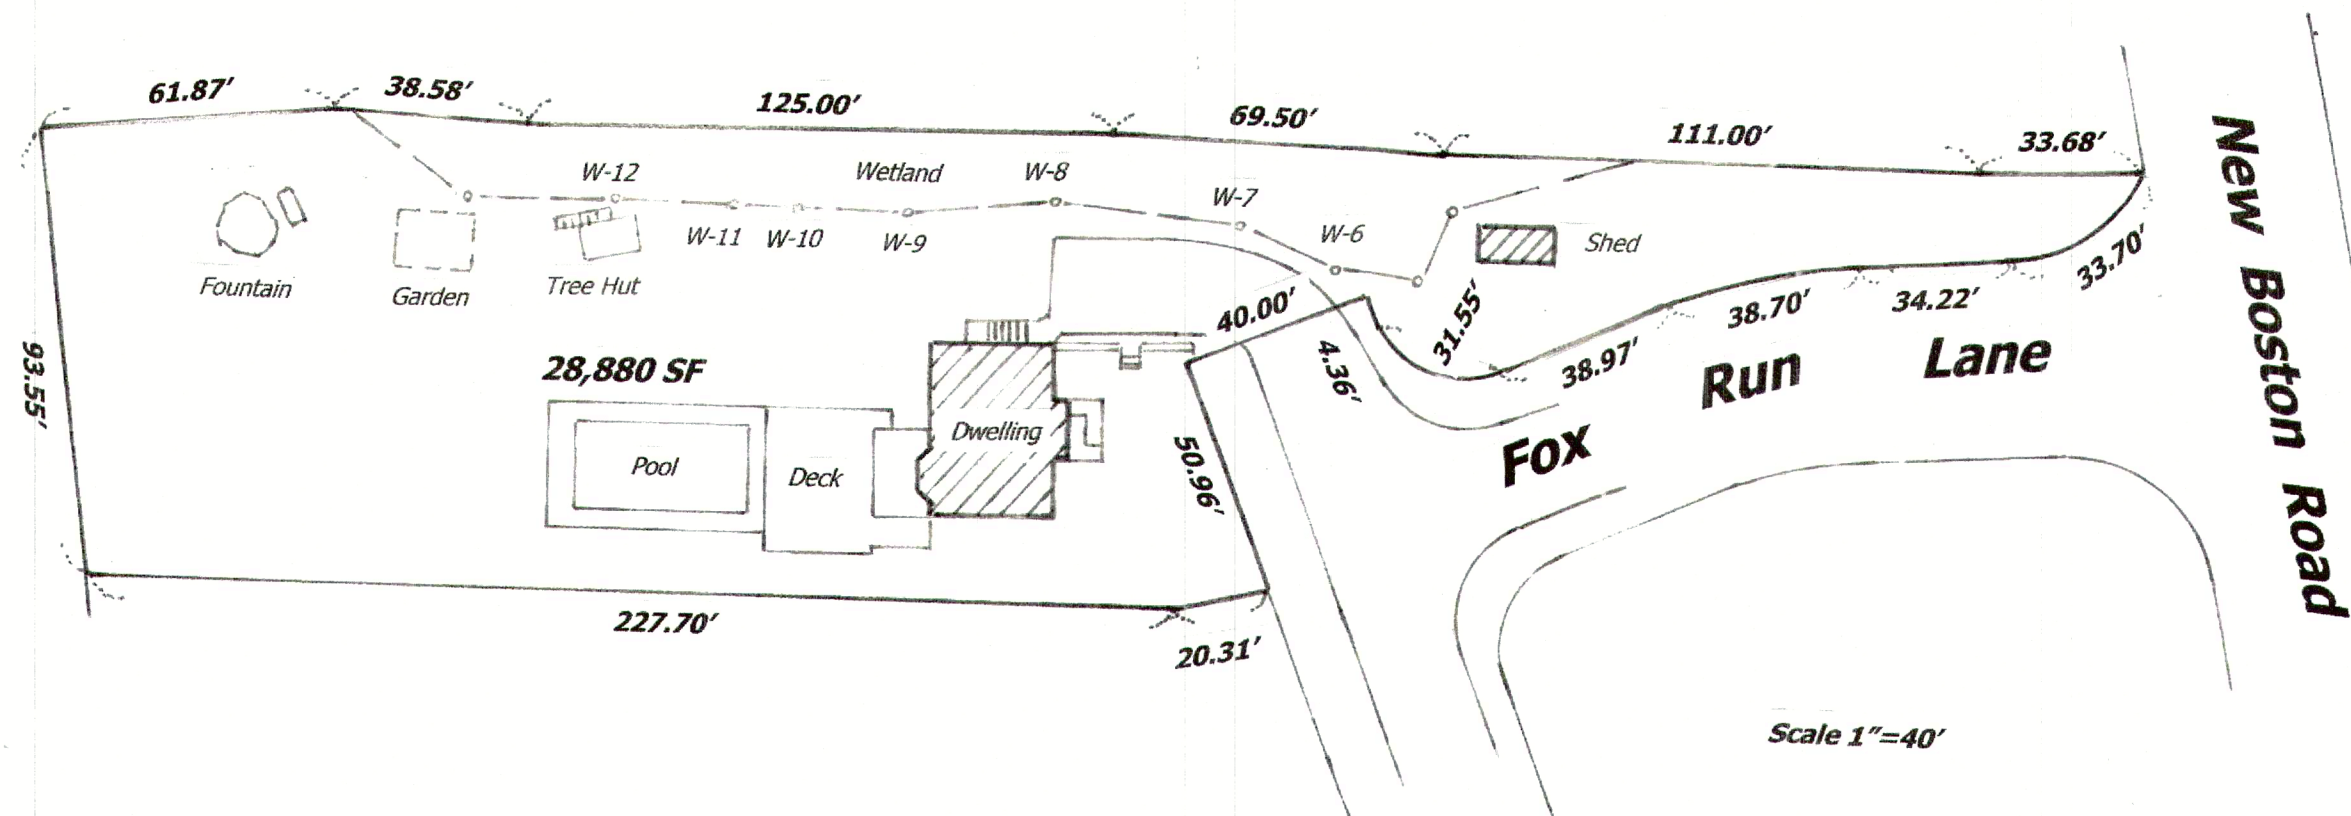 61.87’
38.58’
125.00’
69.50’
111.00’
33.68’
W-12
Wetland
W-8
W-7
W-6
W-11
W-10
W-9
Shed
Fountain
Garden
Tree Hut
93.55’
28,880 SF
Pool
Deck
Dwelling
40.00’
4.36’
31.55’
38.97’
38.70’
34.22’
33.70’
50.96’
Fox Run Lane
New Boston Road
227.70’
20.31’
Scale 1”=40’